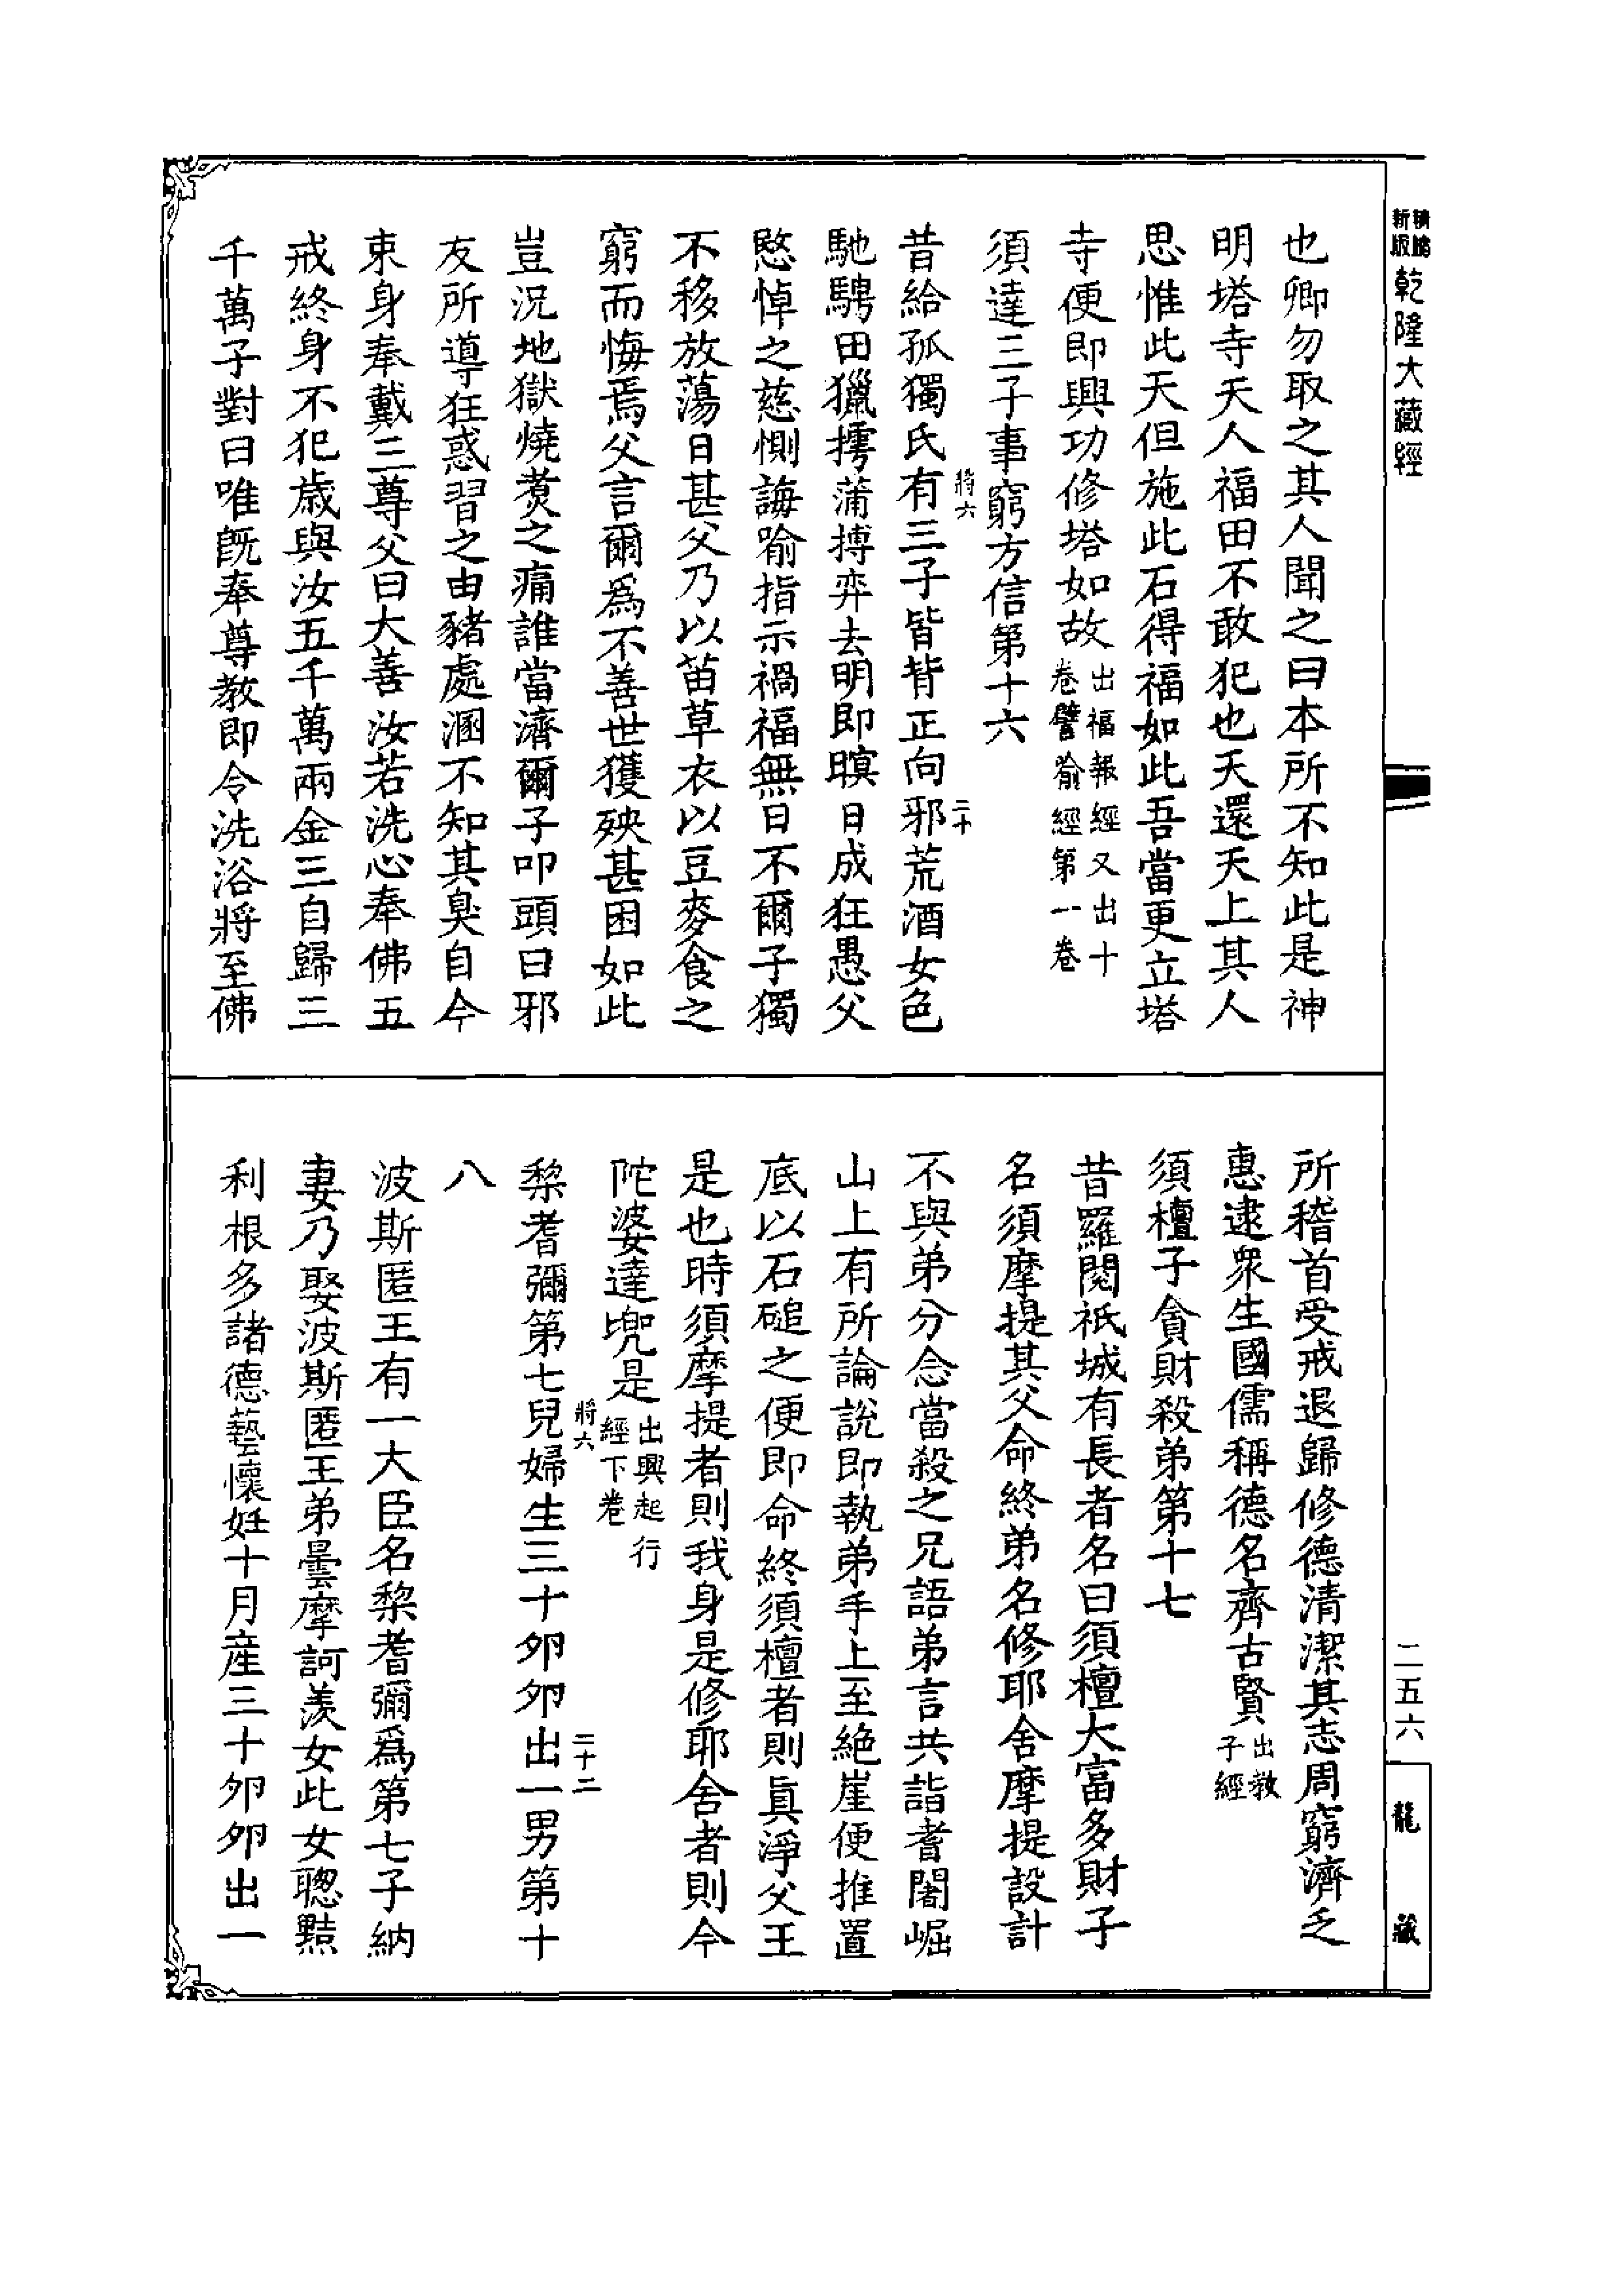 新版
精縮
乾隆大藏經
二五六
龍藏
也卿勿取之其人聞之曰本所不知此是神
明塔寺天人福田不敢犯也天還天上其人
思惟此天但施此石得福如此吾當更立塔
寺便即興功修塔如故出福報經又出十卷譬喻經第一卷
須達三子事窮方信第十六
將六
二十
昔給孤獨氏有三子皆背正向邪荒酒女色
馳騁田獵摴蒲搏弈去明即暝日成狂愚父
愍悼之慈惻誨喻指示禍福無日不爾子獨
不移放蕩日甚父乃以苗草衣以豆麥食之
窮而悔焉父言爾為不善世獲殃甚困如此
豈況地獄燒煑之痛誰當濟爾子叩頭曰邪
友所導狂惑習之由豬處溷不知其臭自今
束身奉戴三尊父曰大善汝若洗心奉佛五
戒終身不犯歲與汝五千萬兩金三自歸三
千萬子對曰唯旣奉尊教即令洗浴將至佛
所稽首受戒退歸修德清潔其志周窮濟乏
惠逮衆生國儒稱德名齊古賢出教子經
須檀子貪財殺弟第十七
昔羅閱祇城有長者名曰須檀大富多財子
名須摩提其父命終弟名修耶舍摩提設計
不與弟分念當殺之兄語弟言共詣耆闍崛
山上有所論說即執弟手上至絶崖便推置
底以石磓之便即命終須檀者則眞淨父王
是也時須摩提者則我身是修耶舍者則今
陀婆達兜是出興起行經下卷
將六
二十二
棃耆彌第七兒婦生三十夘夘出一男第十
八
波斯匿王有一大臣名棃耆彌爲第七子納
妻乃娶波斯匿王弟曇摩訶羨女此女聰黠
利根多諸德藝懷妊十月産三十夘夘出一